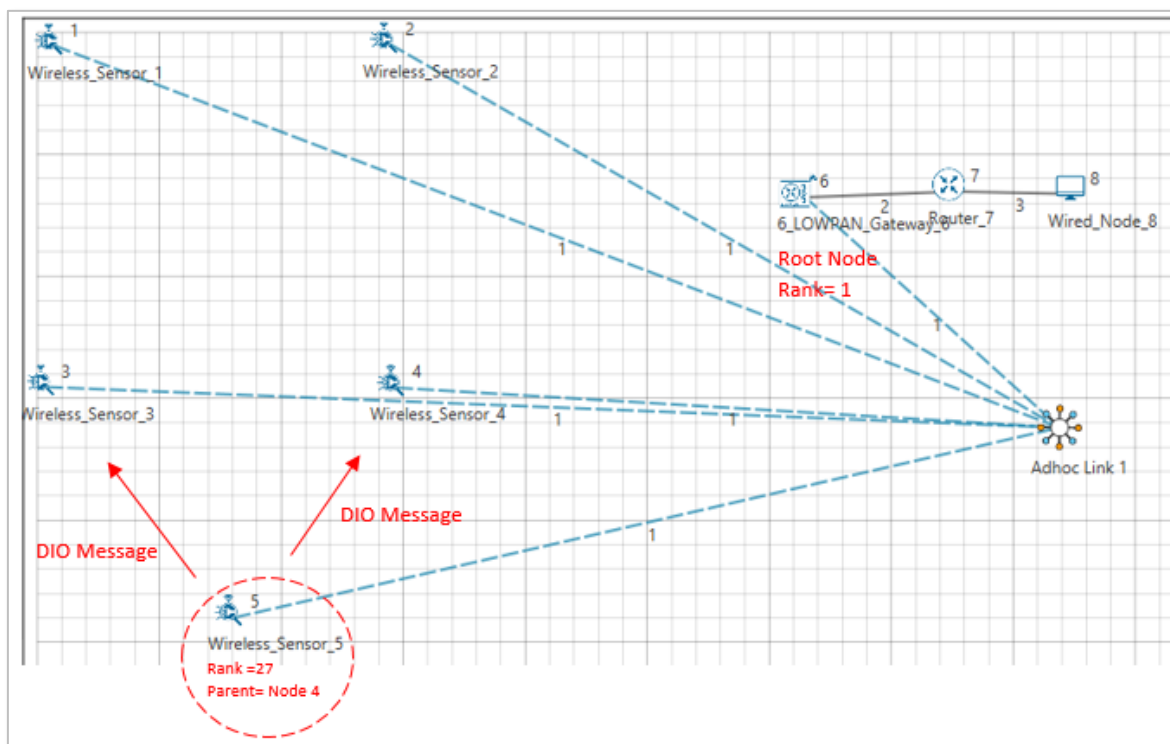 1
Wireless_Sensor_1
2
Wireless_Sensor_2
6
6_LOWPAN_Gateway_6
2
7
Router_7
3
8
Wired_Node_8
Root Node
Rank= 1
1
1
1
3
Wireless_Sensor_3
4
Wireless_Sensor_4
1
1
Adhoc Link 1
DIO Message
DIO Message
1
5
Wireless_Sensor_5
Rank =27
Parent= Node 4